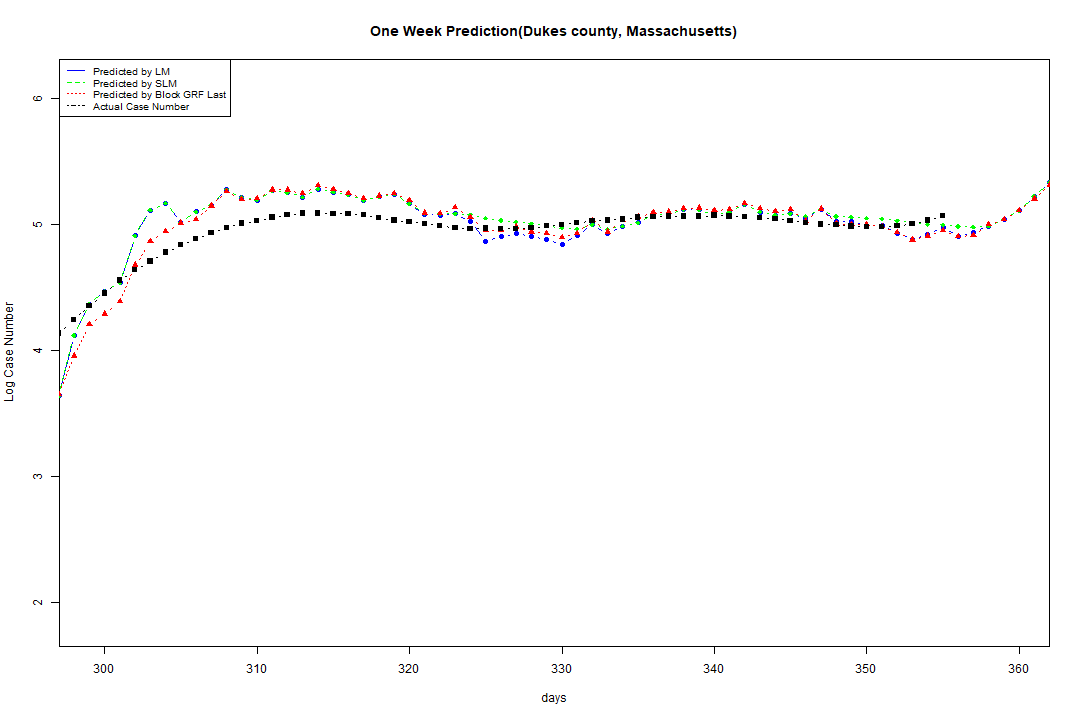 One Week Prediction(Dukes county, Massachusetts)
Predicted by LM
Predicted by SLM
Predicted by Block GRF Last
Actual Case Number
6
5
4
3
2
Log Case Number
300 310 320 330 340 350 360
days